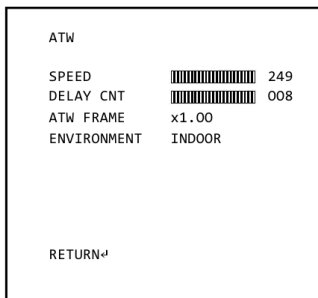 ATW
SPEED 249
DELAY CNT 008
ATW FRAME x1.00
ENVIRONMENT INDOOR
RETURN↵